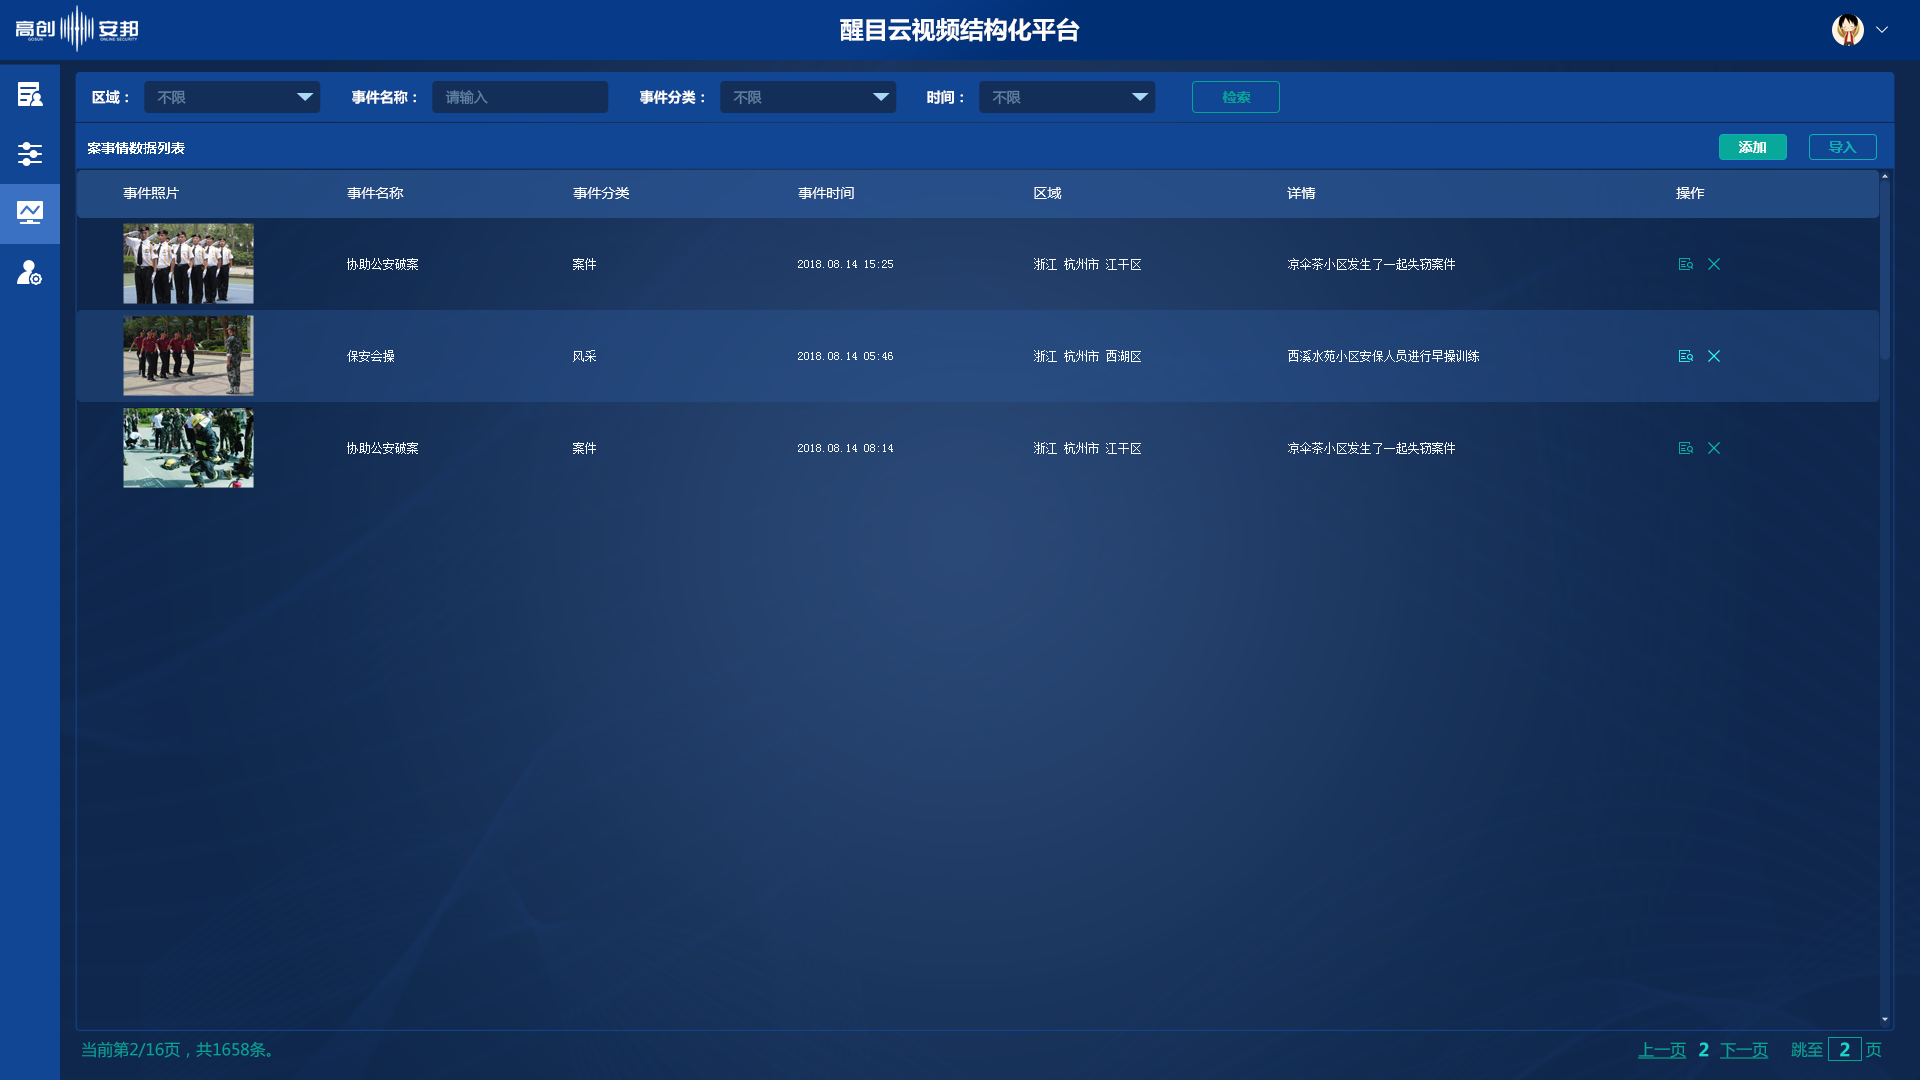 高创 安邦
GOSUN ONLINE SECURITY
醒目云视频结构化平台
区域： 不限 事件名称： 请输入 事件分类： 不限 时间： 不限 检索
案事情数据列表 添加 导入
事件照片 事件名称 事件分类 事件时间 区域 详情 操作
协助公安破案 案件 2018.08.14 15:25 浙江 杭州市 江干区 凉伞茶小区发生了一起失窃案件
保安会操 风采 2018.08.14 05:46 浙江 杭州市 西湖区 西溪水苑小区安保人员进行早操训练
协助公安破案 案件 2018.08.14 08:14 浙江 杭州市 江干区 凉伞茶小区发生了一起失窃案件
当前第2/16页，共1658条。 上一页 2 下一页 跳至 2 页